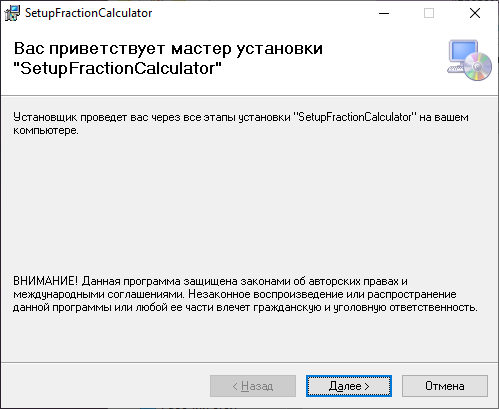 SetupFractionCalculator
Вас приветствует мастер установки
"SetupFractionCalculator"
Установщик проведет вас через все этапы установки "SetupFractionCalculator" на вашем
компьютере.
ВНИМАНИЕ! Данная программа защищена законами об авторских правах и
международными соглашениями. Незаконное воспроизведение или распространение
данной программы или любой ее части влечет гражданскую и уголовную ответственность.
< Назад
Далее >
Отмена